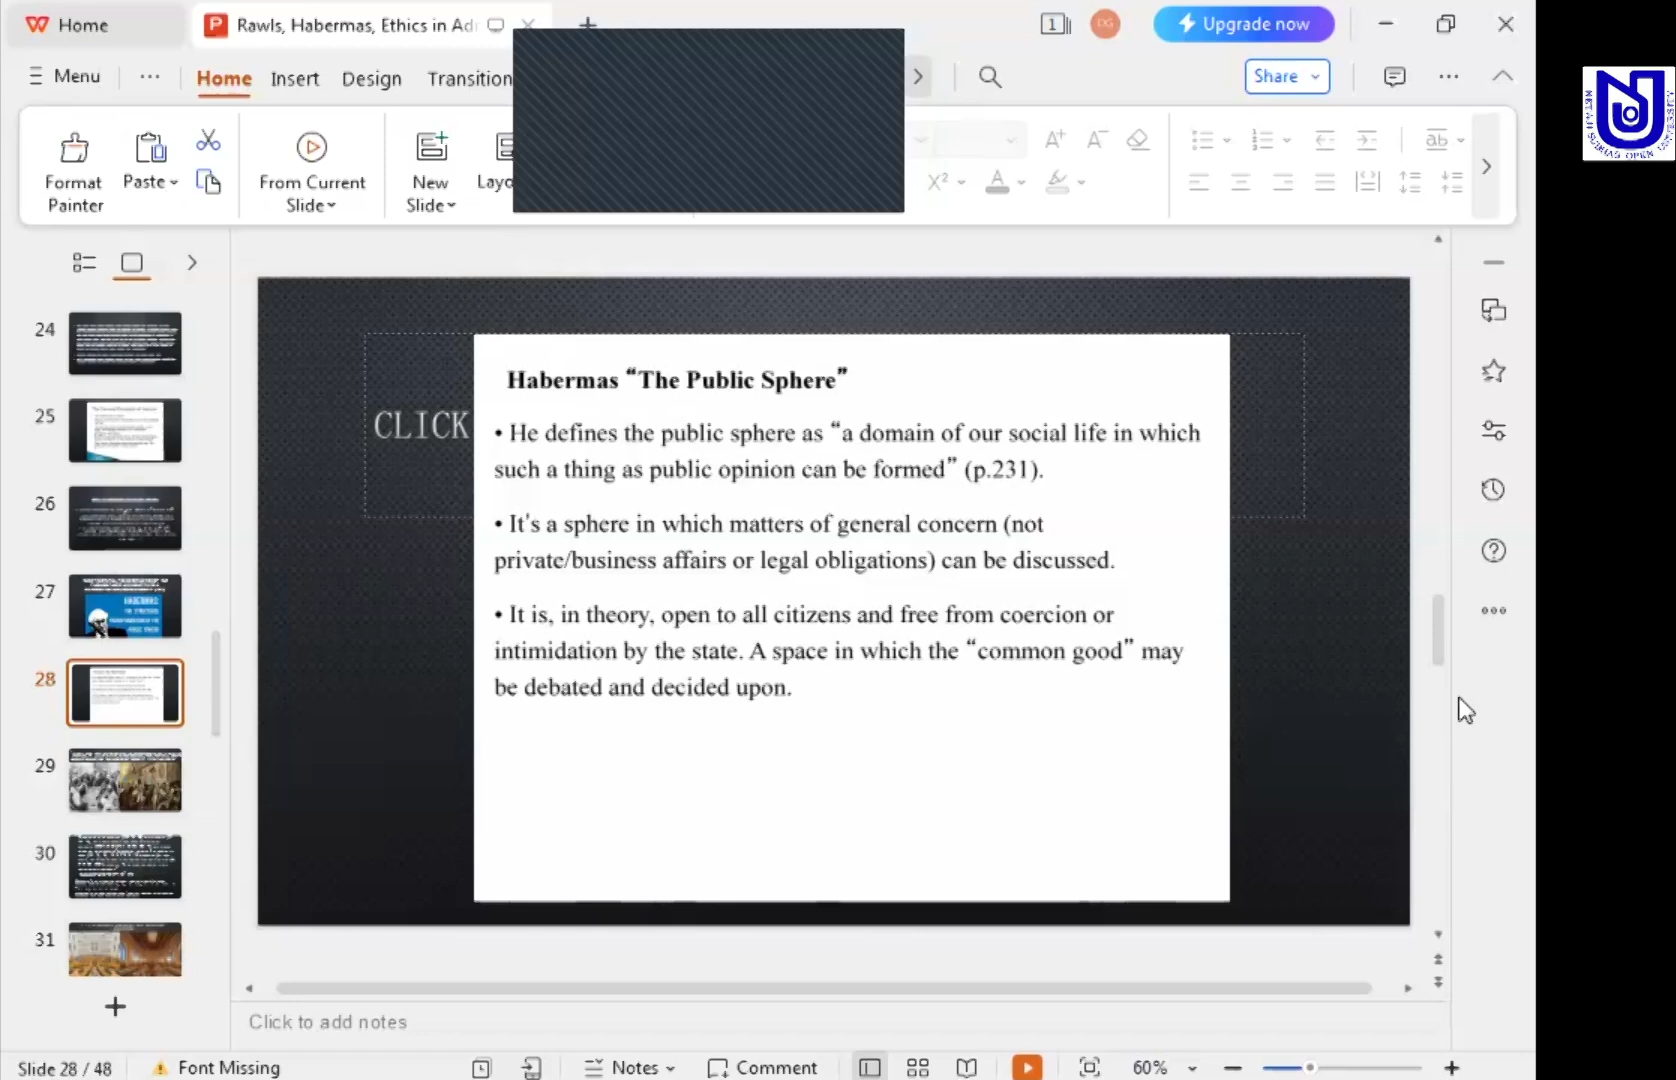 Home
Rawls, Habermas, Ethics in Ad
1
DG
Upgrade now
Menu
Home
Insert
Design
Transition
Share
Format
Painter
Paste
From Current
Slide
New
Slide
Layo
24
25
26
27
28
29
30
31
CLICK
Habermas “The Public Sphere”
• He defines the public sphere as “a domain of our social life in which
such a thing as public opinion can be formed” (p.231).
• It's a sphere in which matters of general concern (not
private/business affairs or legal obligations) can be discussed.
• It is, in theory, open to all citizens and free from coercion or
intimidation by the state. A space in which the “common good” may
be debated and decided upon.
Click to add notes
Slide 28 / 48
Font Missing
Notes
Comment
60%